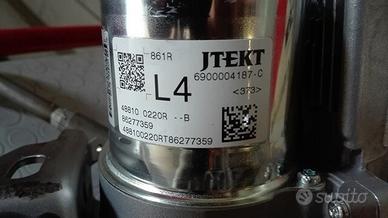 861R
JTEKT
6900004187-C
L4
<373>
48810 0220R --B
86277359
488100220RT86277359
subito